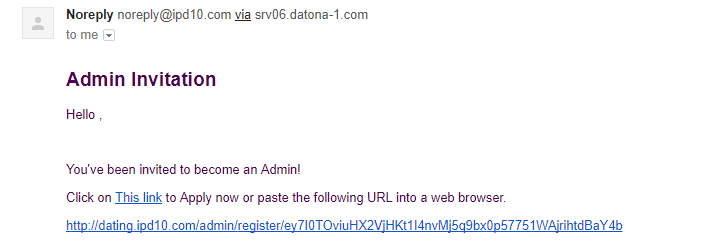 Noreply noreply@ipd10.com via srv06.datona-1.com
to me
Admin Invitation
Hello ,
You've been invited to become an Admin!
Click on This link to Apply now or paste the following URL into a web browser.
http://dating.ipd10.com/admin/register/ey7I0TOviuHX2VjHKt1I4nvMj5q9bx0p57751WAjrihtdBaY4b